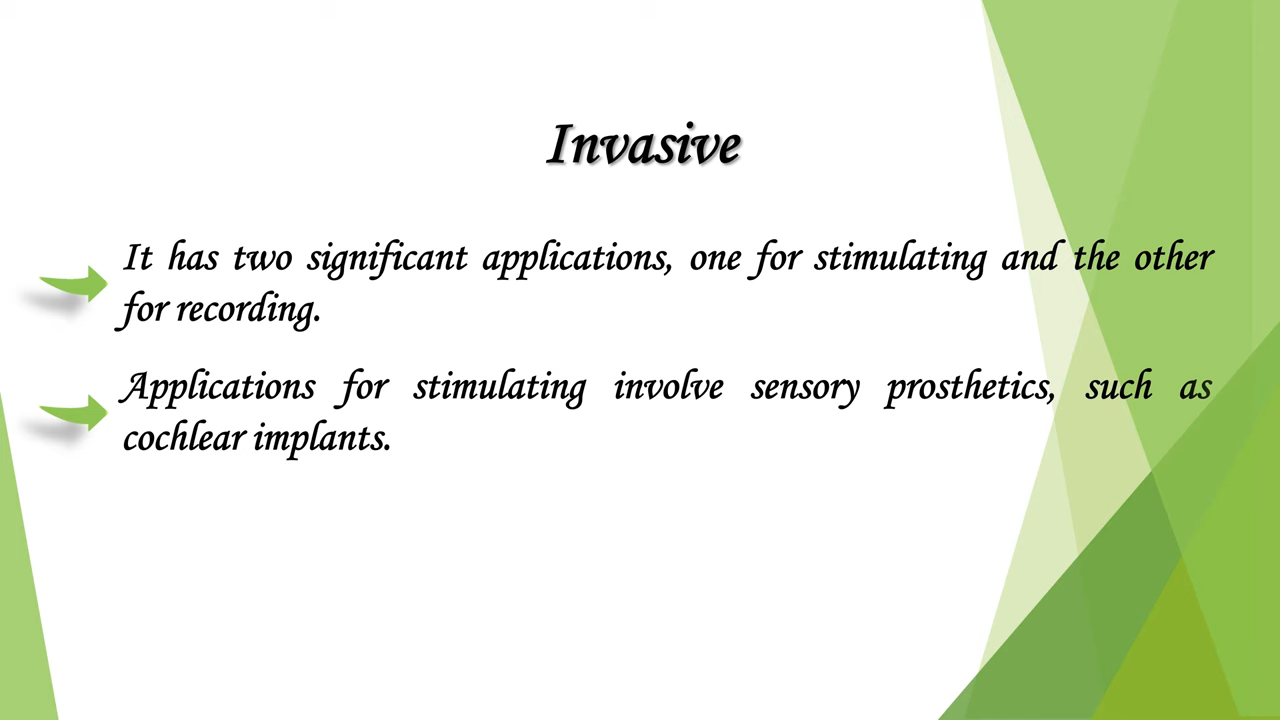 Invasive
It has two significant applications, one for stimulating and the other
for recording.
Applications for stimulating involve sensory prosthetics, such as
cochlear implants.